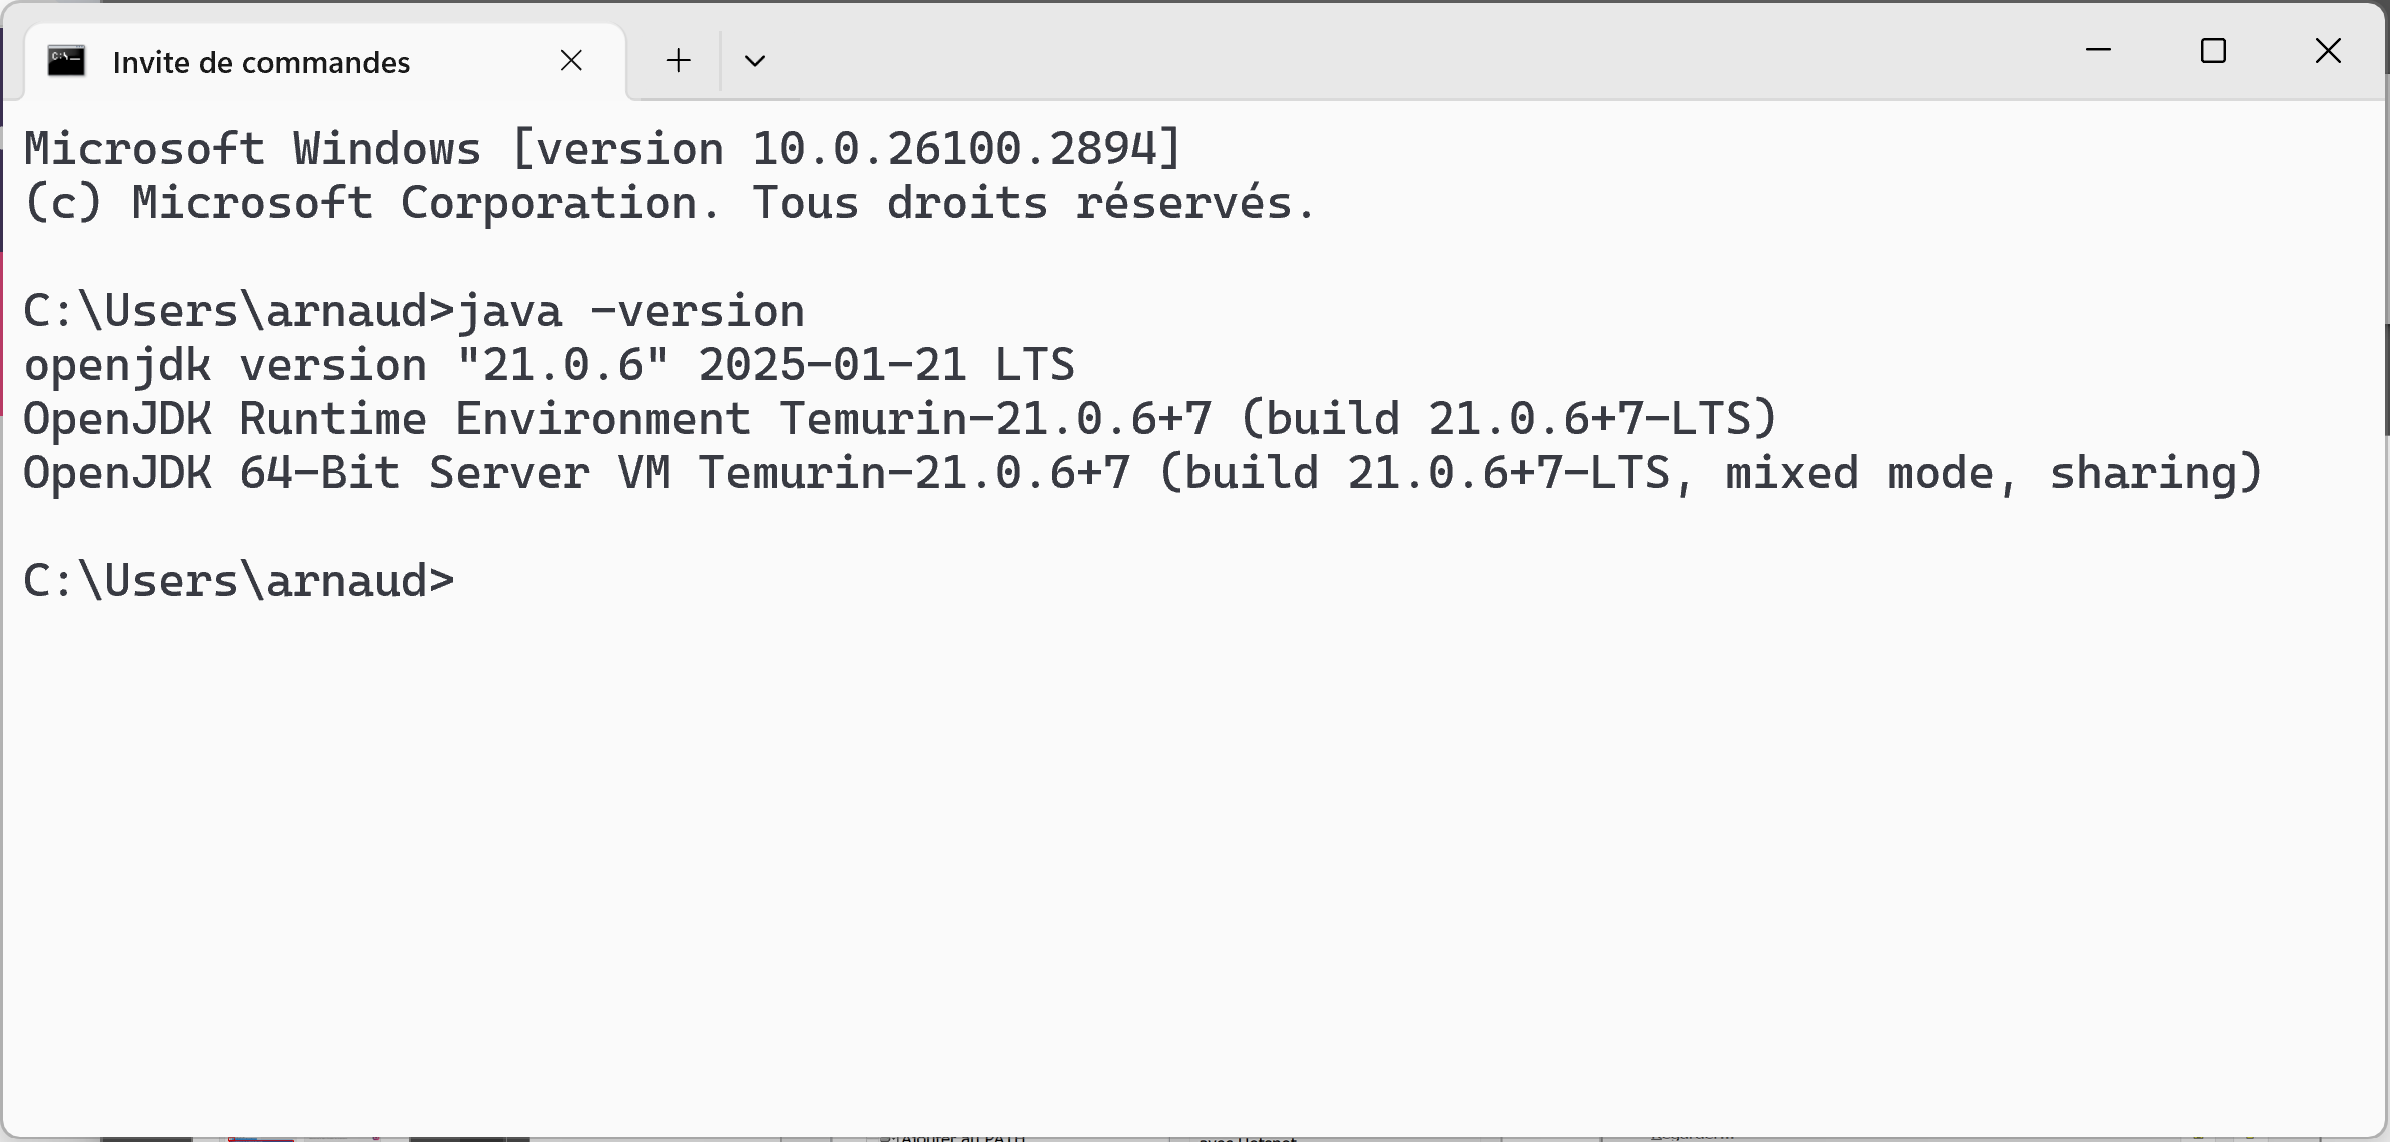 Invite de commandes
Microsoft Windows [version 10.0.26100.2894]
(c) Microsoft Corporation. Tous droits réservés.
C:\Users\arnaud>java -version
openjdk version "21.0.6" 2025-01-21 LTS
OpenJDK Runtime Environment Temurin-21.0.6+7 (build 21.0.6+7-LTS)
OpenJDK 64-Bit Server VM Temurin-21.0.6+7 (build 21.0.6+7-LTS, mixed mode, sharing)
C:\Users\arnaud>